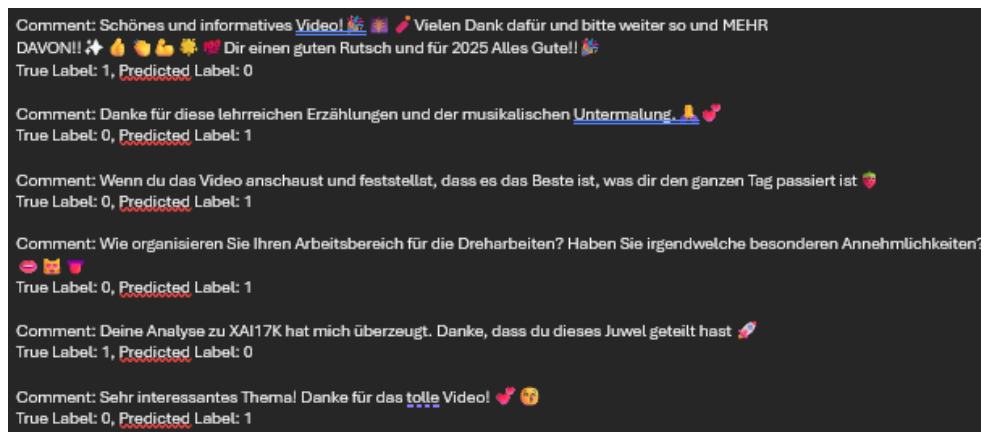 Comment: Schönes und informatives Video! 🎉 🎆 🧨 Vielen Dank dafür und bitte weiter so und MEHR
DAVON!! ✨ 👍 👏 💪 🌟 💯 Dir einen guten Rutsch und für 2025 Alles Gute!! 🎉
True Label: 1, Predicted Label: 0
Comment: Danke für diese lehrreichen Erzählungen und der musikalischen Untermalung. 👃 💕
True Label: 0, Predicted Label: 1
Comment: Wenn du das Video anschaust und feststellst, dass es das Beste ist, was dir den ganzen Tag passiert ist 🍓
True Label: 0, Predicted Label: 1
Comment: Wie organisieren Sie Ihren Arbeitsbereich für die Dreharbeiten? Haben Sie irgendwelche besonderen Annehmlichkeiten?
👄 😻 👅
True Label: 0, Predicted Label: 1
Comment: Deine Analyse zu XAI17K hat mich überzeugt. Danke, dass du dieses Juwel geteilt hast 🚀
True Label: 1, Predicted Label: 0
Comment: Sehr interessantes Thema! Danke für das tolle Video! 💕 😚
True Label: 0, Predicted Label: 1